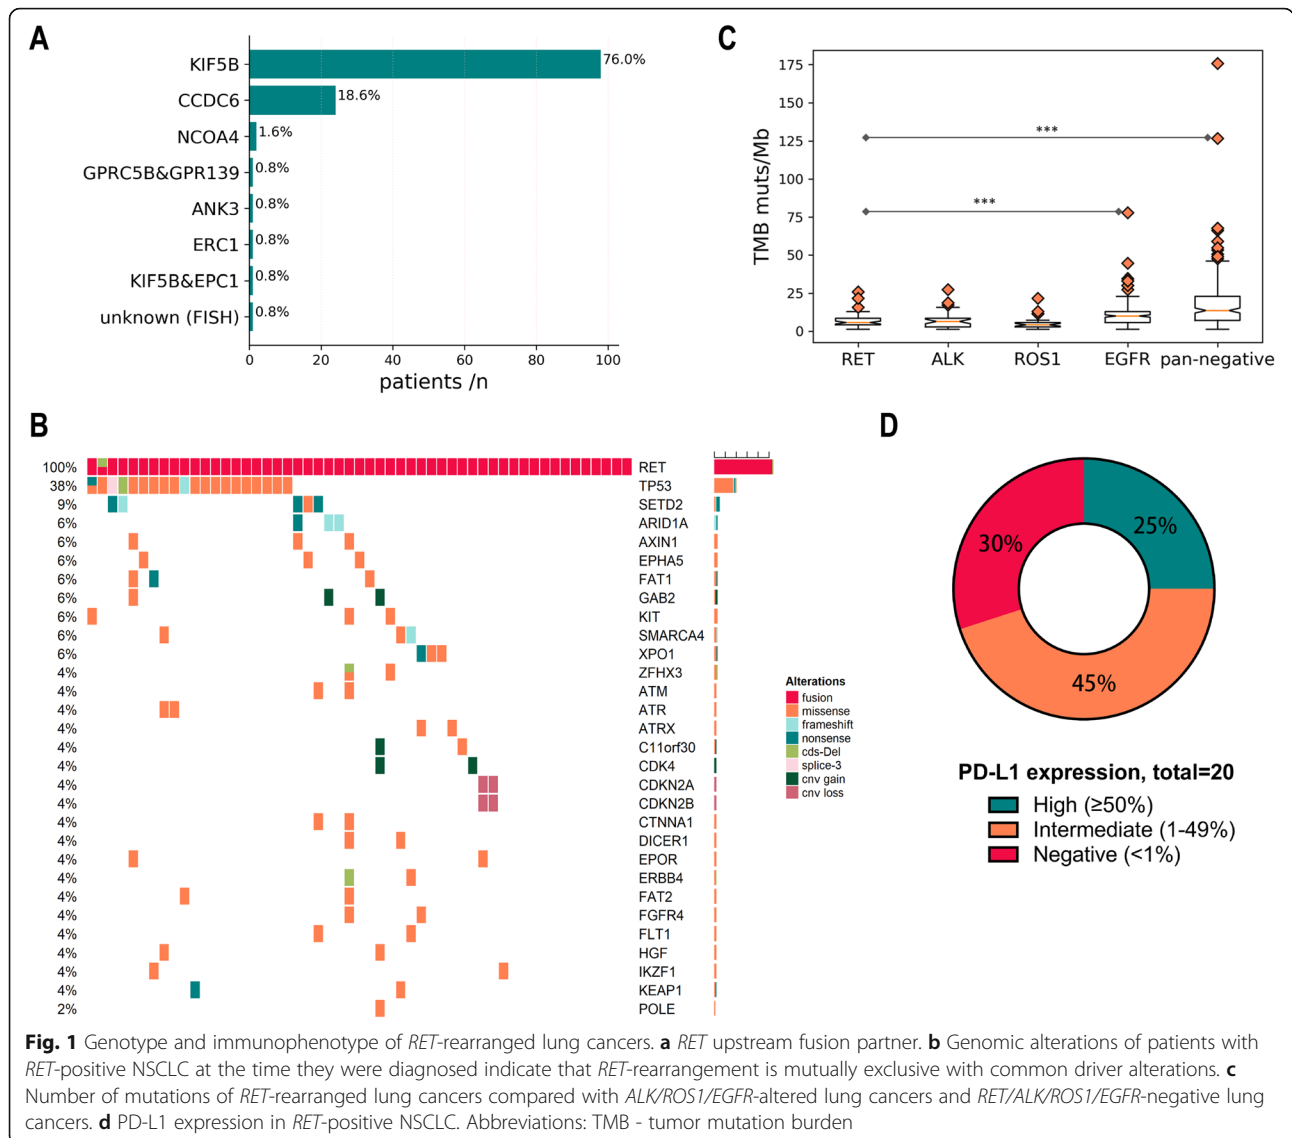 A
KIF5B 76.0%
CCDC6 18.6%
NCOA4 1.6%
GPRC5B&GPR139 0.8%
ANK3 0.8%
ERC1 0.8%
KIF5B&EPC1 0.8%
unknown (FISH) 0.8%
0 20 40 60 80 100
patients /n
C
TMB muts/Mb
175
150
125
100
75
50
25
0
***
***
RET ALK ROS1 EGFR pan-negative
B
100% RET
38% TP53
9% SETD2
6% ARID1A
6% AXIN1
6% EPHA5
6% FAT1
6% GAB2
6% KIT
6% SMARCA4
6% XPO1
4% ZFHX3
4% ATM
4% ATR
4% ATRX
4% C11orf30
4% CDK4
4% CDKN2A
4% CDKN2B
4% CTNNA1
4% DICER1
4% EPOR
4% ERBB4
4% FAT2
4% FGFR4
4% FLT1
4% HGF
4% IKZF1
4% KEAP1
2% POLE
Alterations
fusion
missense
frameshift
nonsense
cds-Del
splice-3
cnv gain
cnv loss
D
25%
30%
45%
PD-L1 expression, total=20
High (≥50%)
Intermediate (1-49%)
Negative (<1%)
Fig. 1 Genotype and immunophenotype of RET-rearranged lung cancers. a RET upstream fusion partner. b Genomic alterations of patients with
RET-positive NSCLC at the time they were diagnosed indicate that RET-rearrangement is mutually exclusive with common driver alterations. c
Number of mutations of RET-rearranged lung cancers compared with ALK/ROS1/EGFR-altered lung cancers and RET/ALK/ROS1/EGFR-negative lung
cancers. d PD-L1 expression in RET-positive NSCLC. Abbreviations: TMB - tumor mutation burden